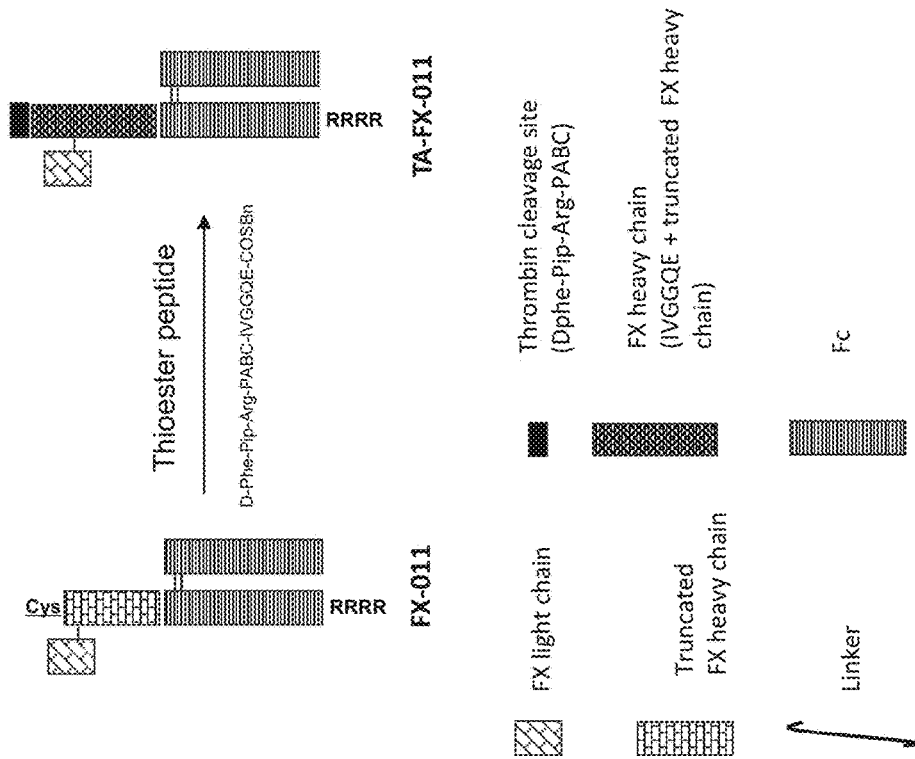 Cys
RRRR
FX-011
Thioester peptide
D-Phe-Pip-Arg-PABC-IVGGQE-COSBn
RRRR
TA-FX-011
FX light chain
Truncated
FX heavy chain
Linker
Thrombin cleavage site
(Dphe-Pip-Arg-PABC)
FX heavy chain
(IVGGQE + truncated FX heavy
chain)
Fc